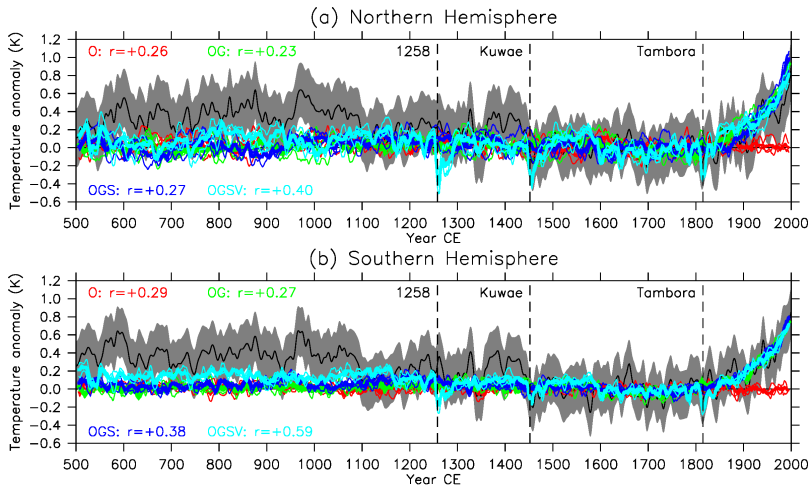 (a) Northern Hemisphere
Temperature anomaly (K)
1.2
1.0
0.8
0.6
0.4
0.2
0.0
-0.2
-0.4
-0.6
O: r=+0.26 OG: r=+0.23 1258 Kuwae Tambora
OGS: r=+0.27 OGSV: r=+0.40
500 600 700 800 900 1000 1100 1200 1300 1400 1500 1600 1700 1800 1900 2000
Year CE
(b) Southern Hemisphere
Temperature anomaly (K)
1.2
1.0
0.8
0.6
0.4
0.2
0.0
-0.2
-0.4
-0.6
O: r=+0.29 OG: r=+0.27 1258 Kuwae Tambora
OGS: r=+0.38 OGSV: r=+0.59
500 600 700 800 900 1000 1100 1200 1300 1400 1500 1600 1700 1800 1900 2000
Year CE